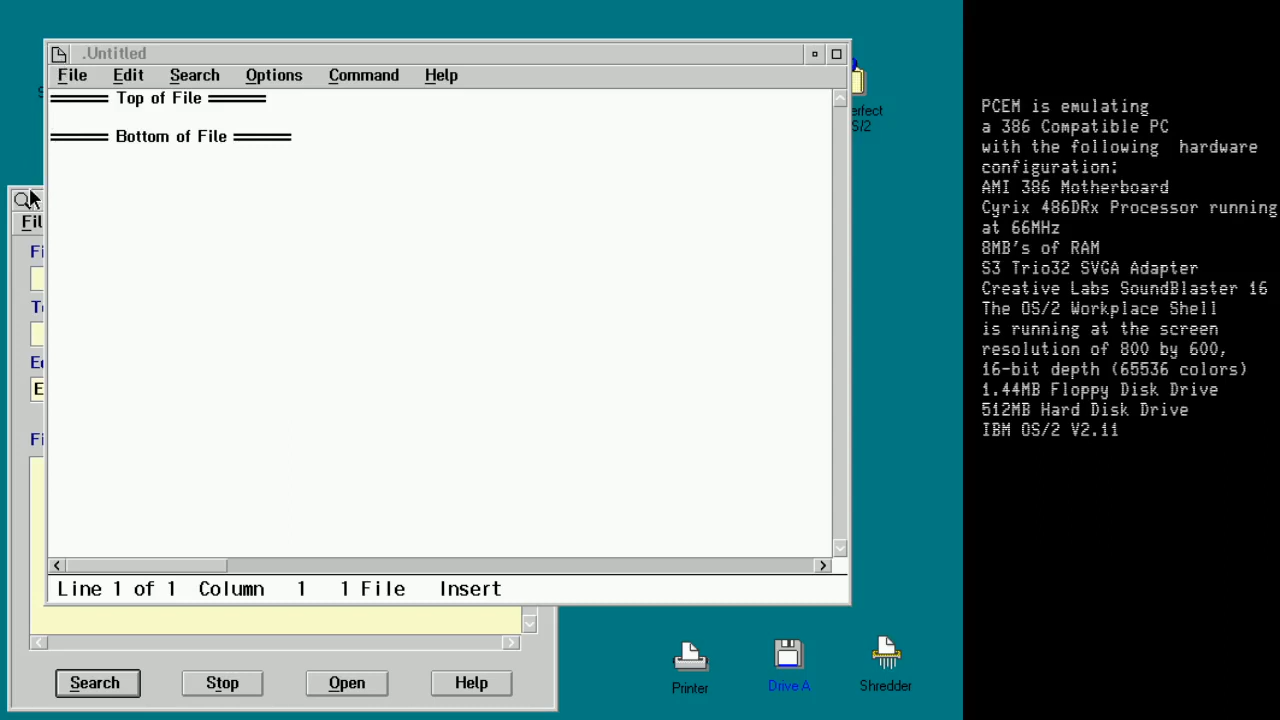 .Untitled
File Edit Search Options Command Help
Top of File
Bottom of File
Line 1 of 1 Column 1 1 File Insert
Search Stop Open Help
Printer
Drive A
Shredder
PCEM is emulating
a 386 Compatible PC
with the following hardware
configuration:
AMI 386 Motherboard
Cyrix 486DRx Processor running
at 66MHz
8MB's of RAM
S3 Trio32 SVGA Adapter
Creative Labs SoundBlaster 16
The OS/2 Workplace Shell
is running at the screen
resolution of 800 by 600,
16-bit depth (65536 colors)
1.44MB Floppy Disk Drive
512MB Hard Disk Drive
IBM OS/2 V2.11